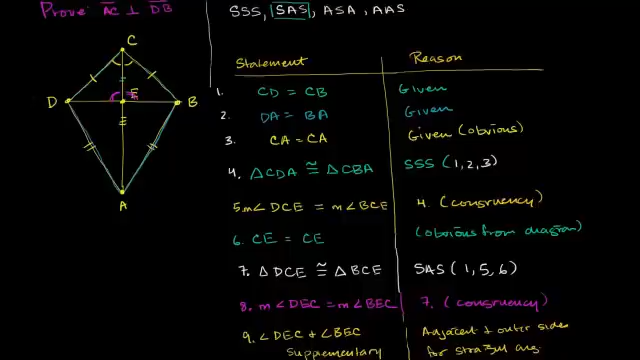 Prove: AC ⊥ DB
SSS, SAS, ASA, AAS
C
D
E
B
A
Statement Reason
1. CD = CB Given
2. DA = BA Given
3. CA = CA Given (obvious)
4. △CDA ≅ △CBA SSS (1,2,3)
5. m∠DCE = m∠BCE 4. (congruency)
6. CE = CE (obvious from diagram)
7. △DCE ≅ △BCE SAS (1, 5, 6)
8. m∠DEC = m∠BEC 7. (congruency)
9. ∠DEC + ∠BEC Adjacent + outer sides
supplementary for straight ang